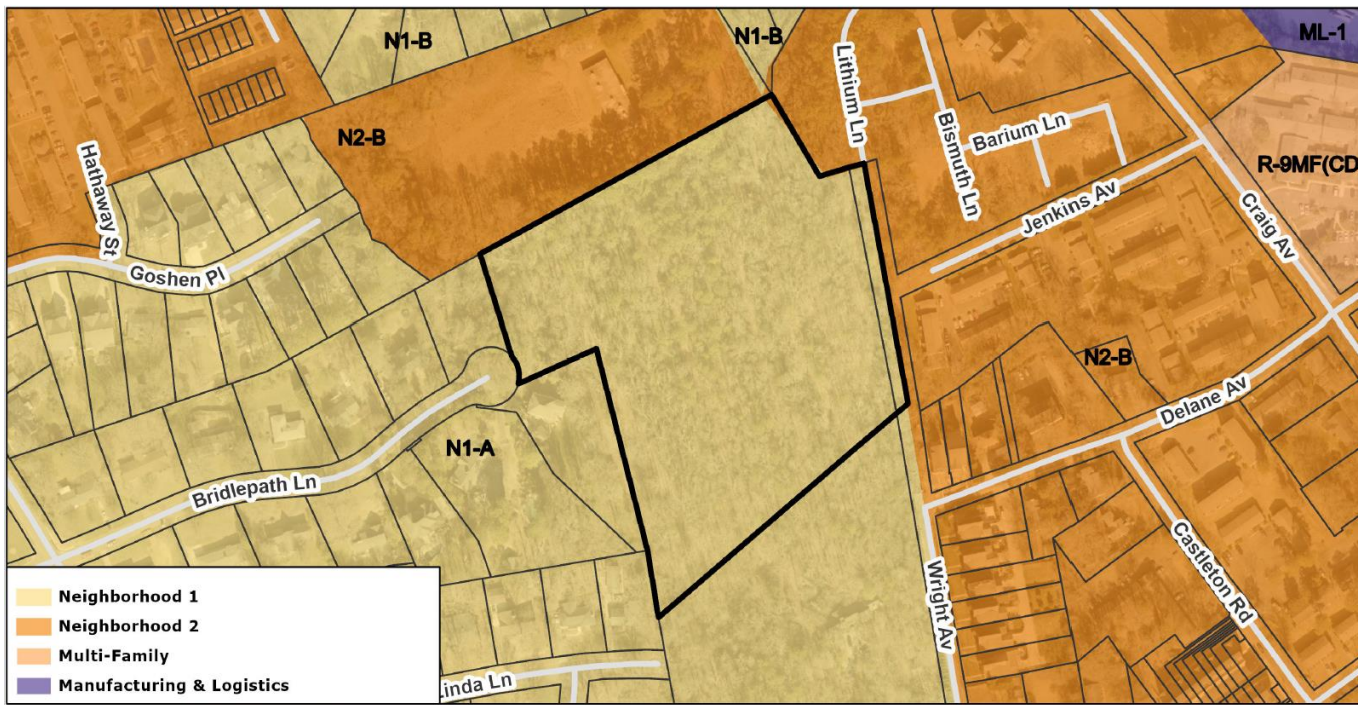 N1-B
N1-B
ML-1
Lithium Ln
Bismuth Ln
Barium Ln
N2-B
Hathaway St
R-9MF(CD
Jenkins Av
Craig Av
Goshen Pl
N2-B
Delane Av
N1-A
Bridlepath Ln
Castleton Rd
Wright Av
Linda Ln
Neighborhood 1
Neighborhood 2
Multi-Family
Manufacturing & Logistics